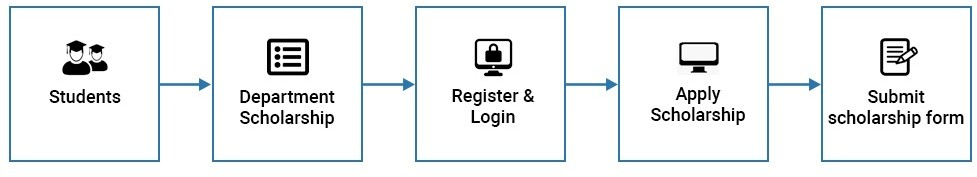 Students
Department
Scholarship
Register &
Login
Apply
Scholarship
Submit
scholarship form